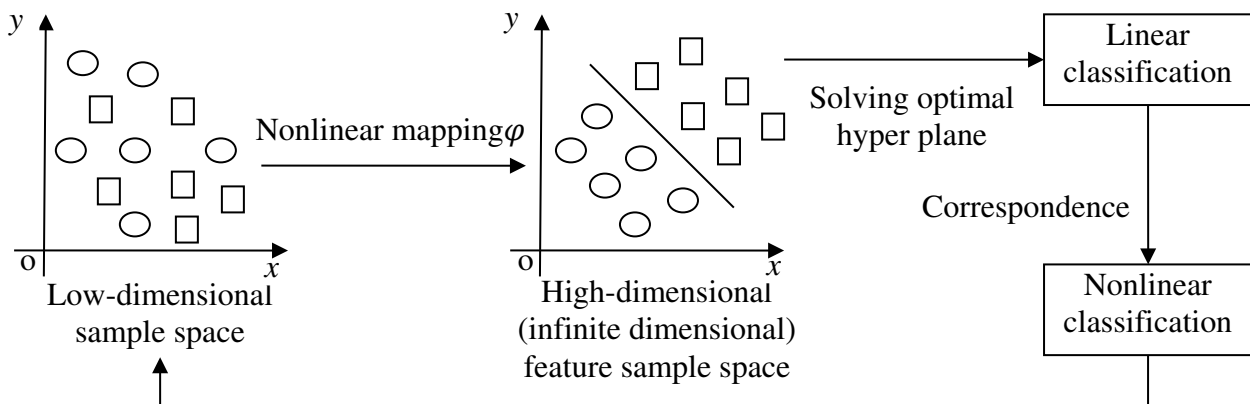 y
o
x
Low-dimensional
sample space
Nonlinear mappingφ
y
o
x
High-dimensional
(infinite dimensional)
feature sample space
Solving optimal
hyper plane
Linear
classification
Correspondence
Nonlinear
classification